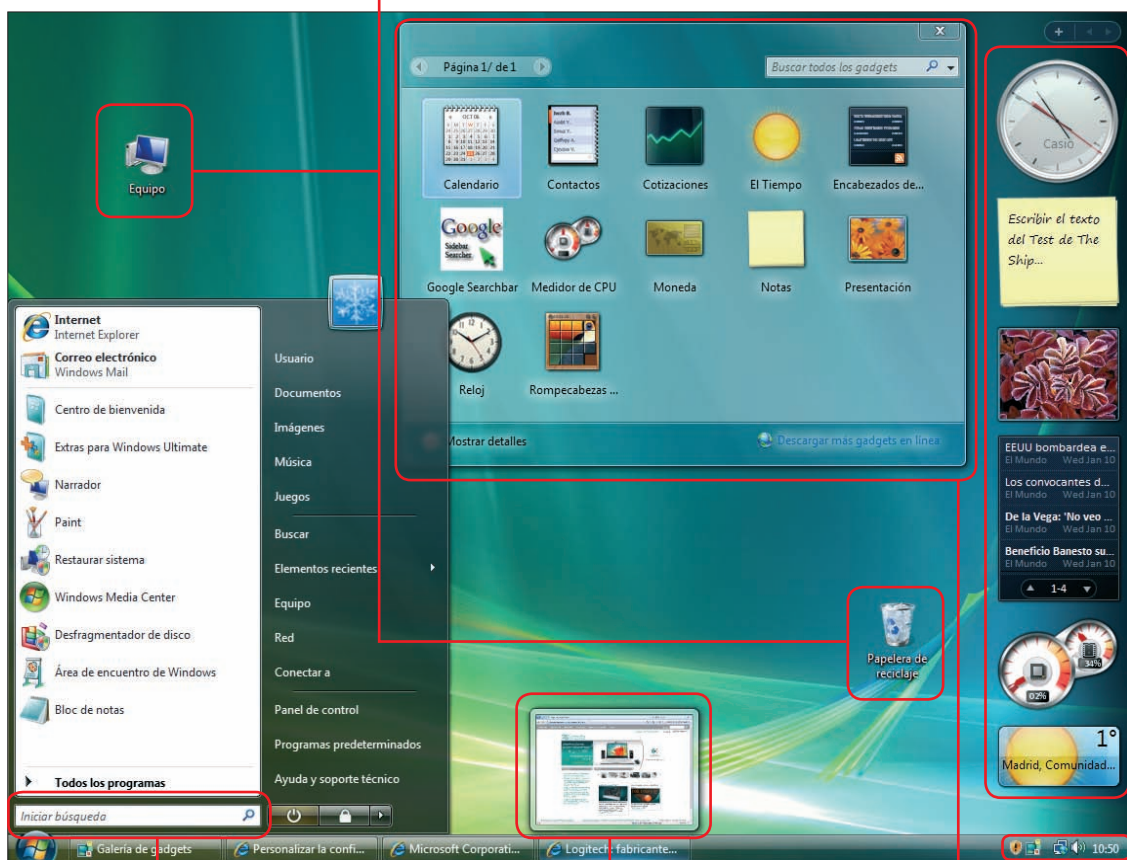 Página 1/ de 1
Buscar todos los gadgets
Calendario
Contactos
Cotizaciones
El Tiempo
Encabezados de...
Google Searchbar
Medidor de CPU
Moneda
Notas
Presentación
Reloj
Rompecabezas ...
Mostrar detalles
Descargar más gadgets en línea
OCT 06
Google
Sidebar
Searcher
Equipo
Casio
Escribir el texto
del Test de The
Ship...
EEUU bombardea e...
El Mundo Wed Jan 10
Los convocantes d...
El Mundo Wed Jan 10
De la Vega: 'No veo ...
El Mundo Wed Jan 10
Beneficio Banesto su...
El Mundo Wed Jan 10
1-4
34%
02%
1°
Madrid, Comunidad...
Internet
Internet Explorer
Correo electrónico
Windows Mail
Centro de bienvenida
Extras para Windows Ultimate
Narrador
Paint
Restaurar sistema
Windows Media Center
Desfragmentador de disco
Área de encuentro de Windows
Bloc de notas
Todos los programas
Iniciar búsqueda
Usuario
Documentos
Imágenes
Música
Juegos
Buscar
Elementos recientes
Equipo
Red
Conectar a
Panel de control
Programas predeterminados
Ayuda y soporte técnico
Papelera de
reciclaje
Galería de gadgets
Personalizar la confi...
Microsoft Corporati...
Logitech: fabricante...
10:50